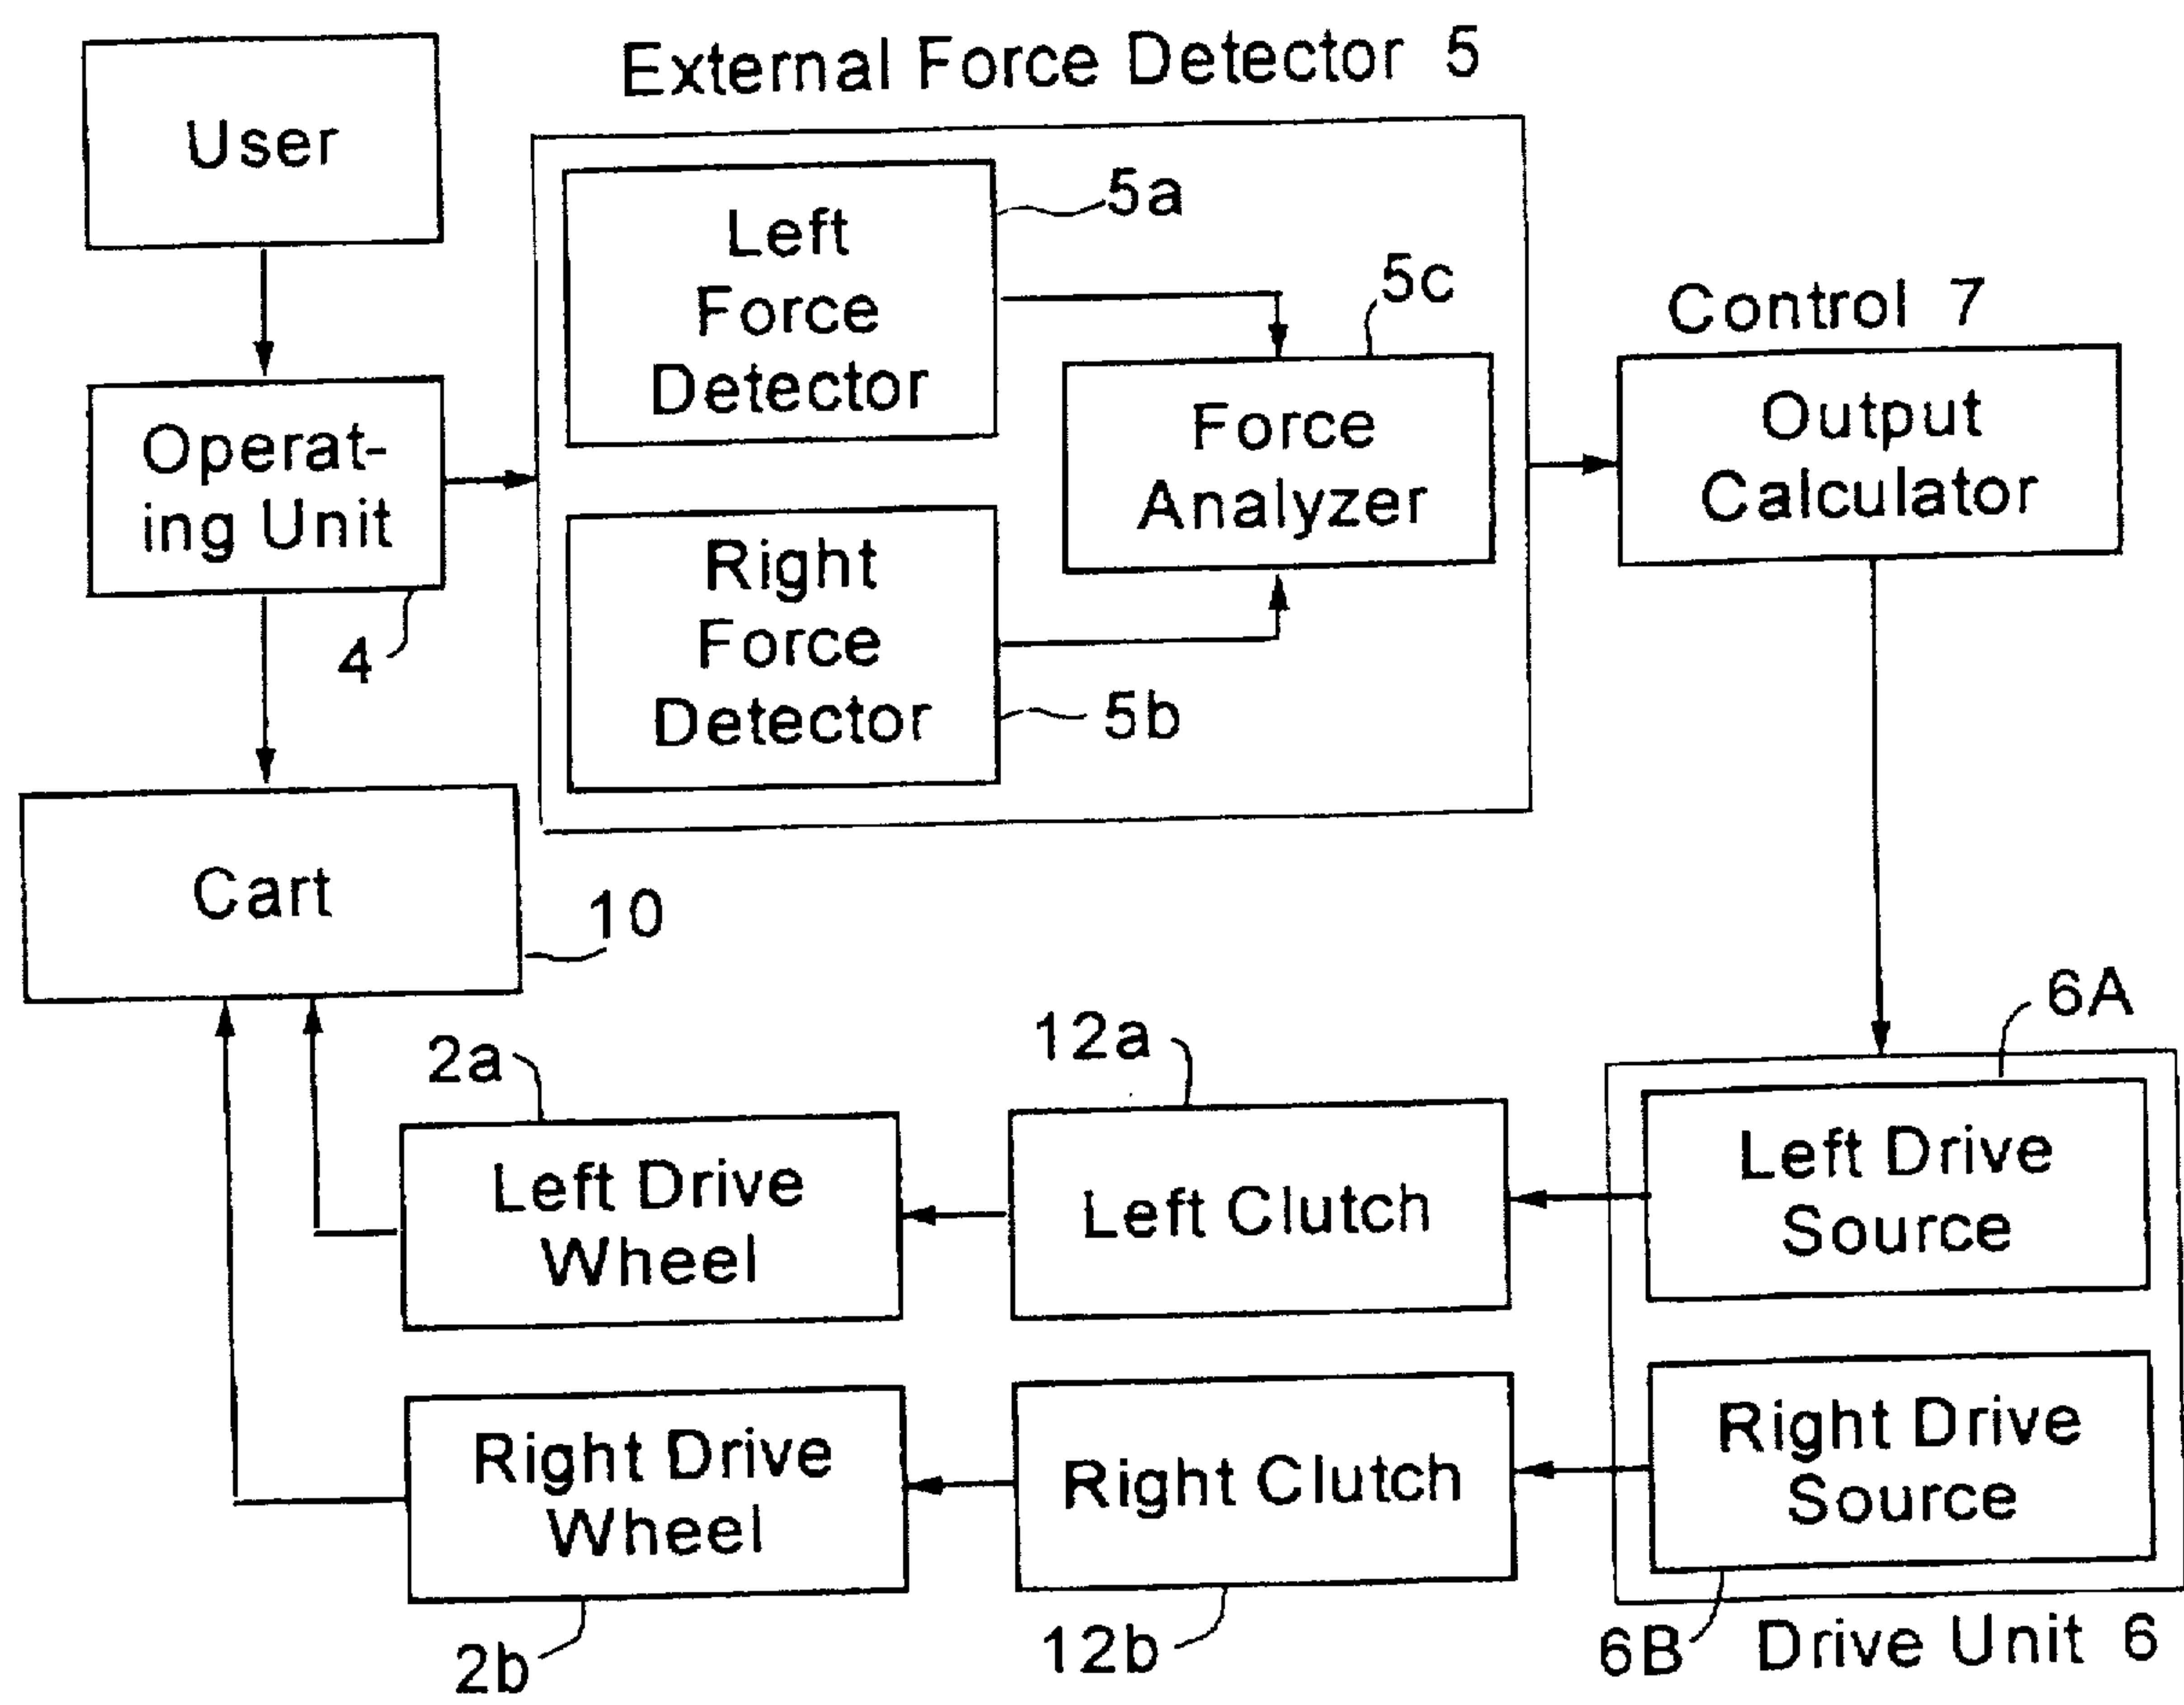 External Force Detector 5
User
Left
Force
Detector
5a
5c
Control 7
Operat-
ing Unit
4
Force
Analyzer
Output
Calculator
Right
Force
Detector
5b
Cart
10
6A
2a
12a
Left Drive
Wheel
Left Clutch
Left Drive
Source
Right Drive
Wheel
Right Clutch
Right Drive
Source
2b
12b
6B
Drive Unit 6